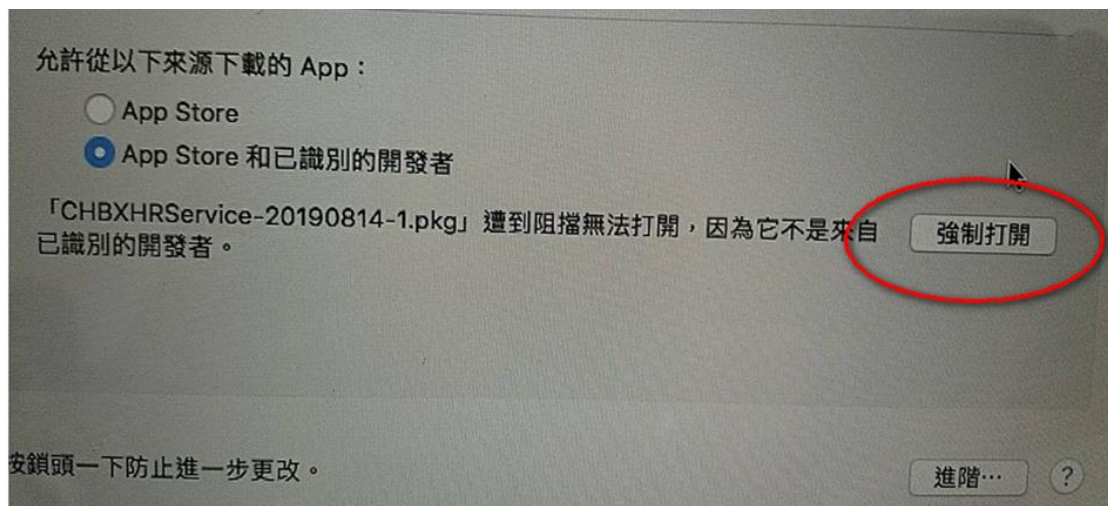 允許從以下來源下載的 App：
App Store
App Store 和已識別的開發者
「CHBXHRService-20190814-1.pkg」遭到阻擋無法打開，因為它不是來自
已識別的開發者。
強制打開
按鎖頭一下防止進一步更改。
進階⋯
?